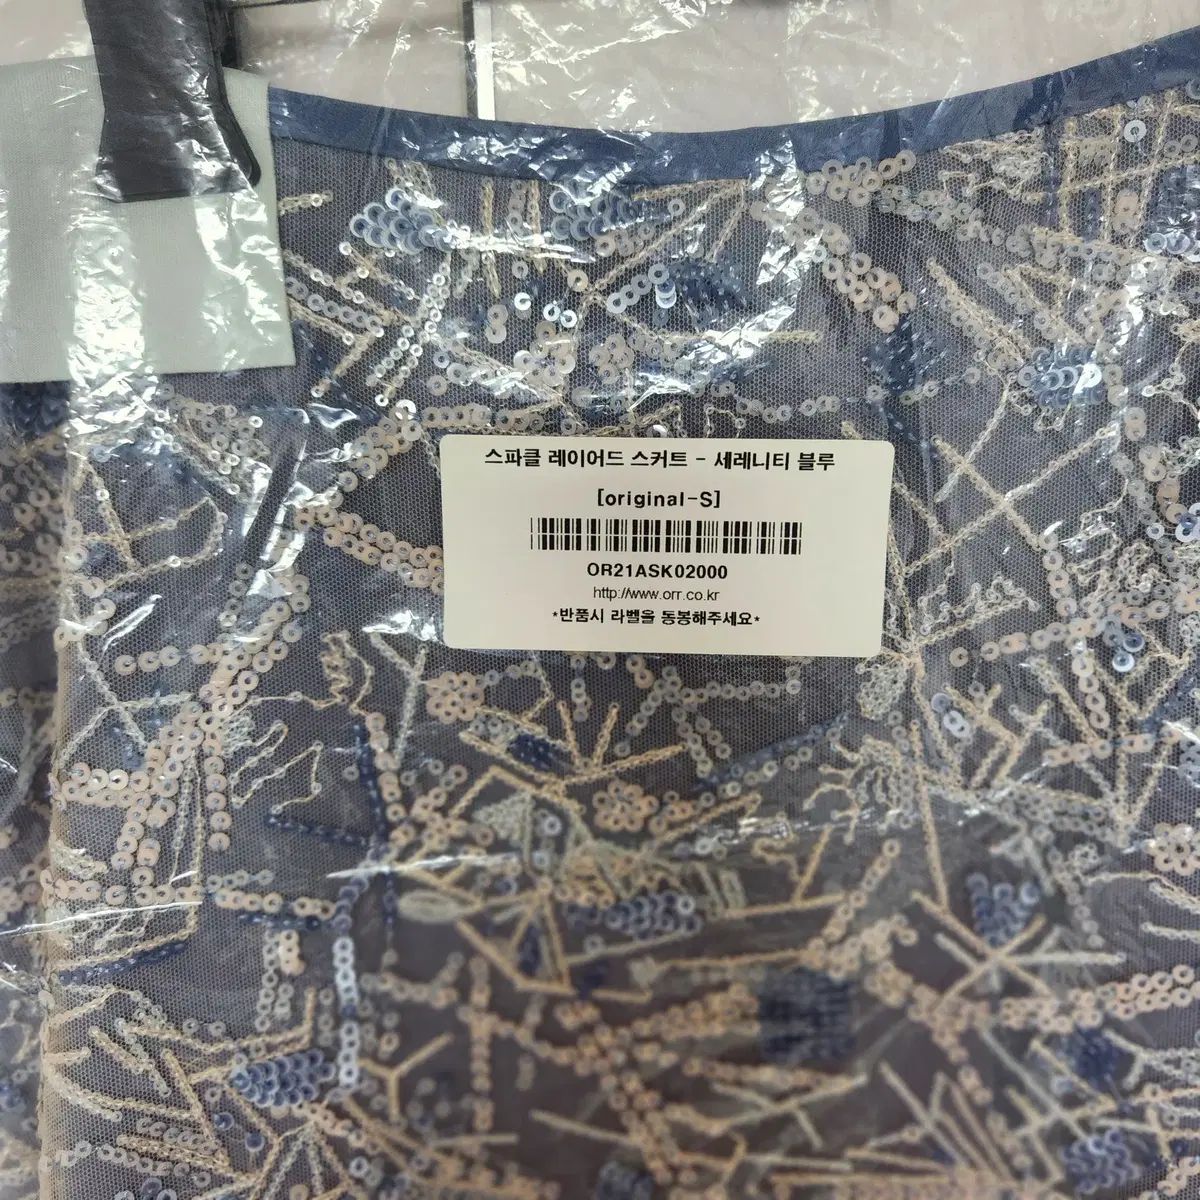 스파클 레이어드 스커트 - 세레니티 블루
[original-S]
OR21ASK02000
http://www.orr.co.kr
*반품시 라벨을 동봉해주세요*